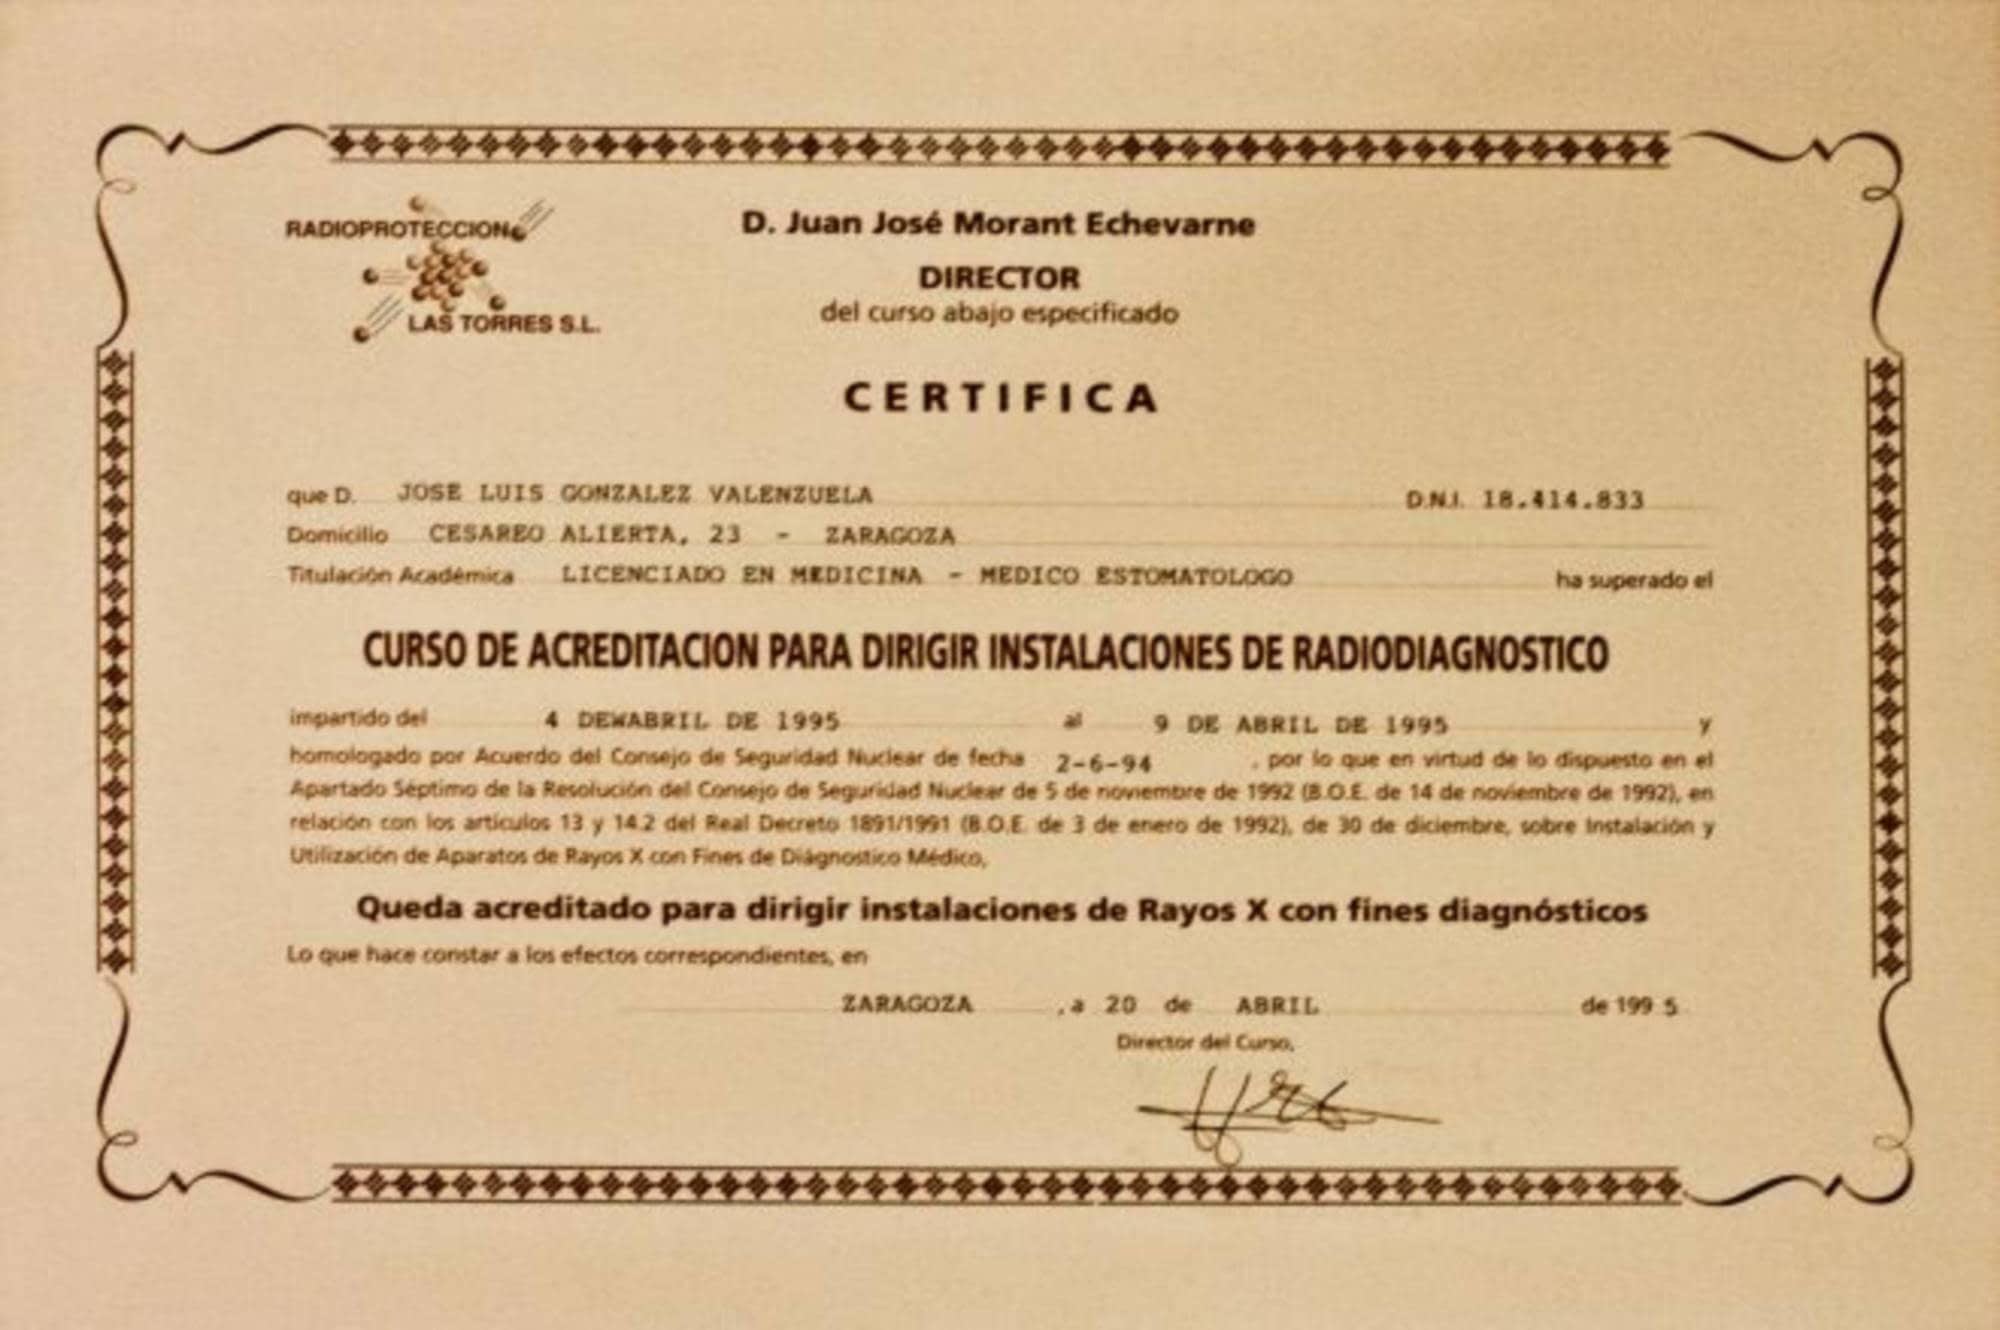 RADIOPROTECCION
LAS TORRES S.L.
D. Juan José Morant Echevarne
DIRECTOR
del curso abajo especificado
CERTIFICA
que D. JOSE LUIS GONZALEZ VALENZUELA D.N.I. 18.414.833
Domicilio CESAREO ALIERTA, 23 - ZARAGOZA
Titulación Académica LICENCIADO EN MEDICINA - MEDICO ESTOMATOLOGO ha superado el
CURSO DE ACREDITACION PARA DIRIGIR INSTALACIONES DE RADIODIAGNOSTICO
impartido del 4 DEWABRIL DE 1995 al 9 DE ABRIL DE 1995 y
homologado por Acuerdo del Consejo de Seguridad Nuclear de fecha 2-6-94 , por lo que en virtud de lo dispuesto en el
Apartado Séptimo de la Resolución del Consejo de Seguridad Nuclear de 5 de noviembre de 1992 (B.O.E. de 14 de noviembre de 1992), en
relación con los artículos 13 y 14.2 del Real Decreto 1891/1991 (B.O.E. de 3 de enero de 1992), de 30 de diciembre, sobre Instalación y
Utilización de Aparatos de Rayos X con Fines de Diágnostico Médico,
Queda acreditado para dirigir instalaciones de Rayos X con fines diagnósticos
Lo que hace constar a los efectos correspondientes, en
ZARAGOZA , a 20 de ABRIL de 1995
Director del Curso,